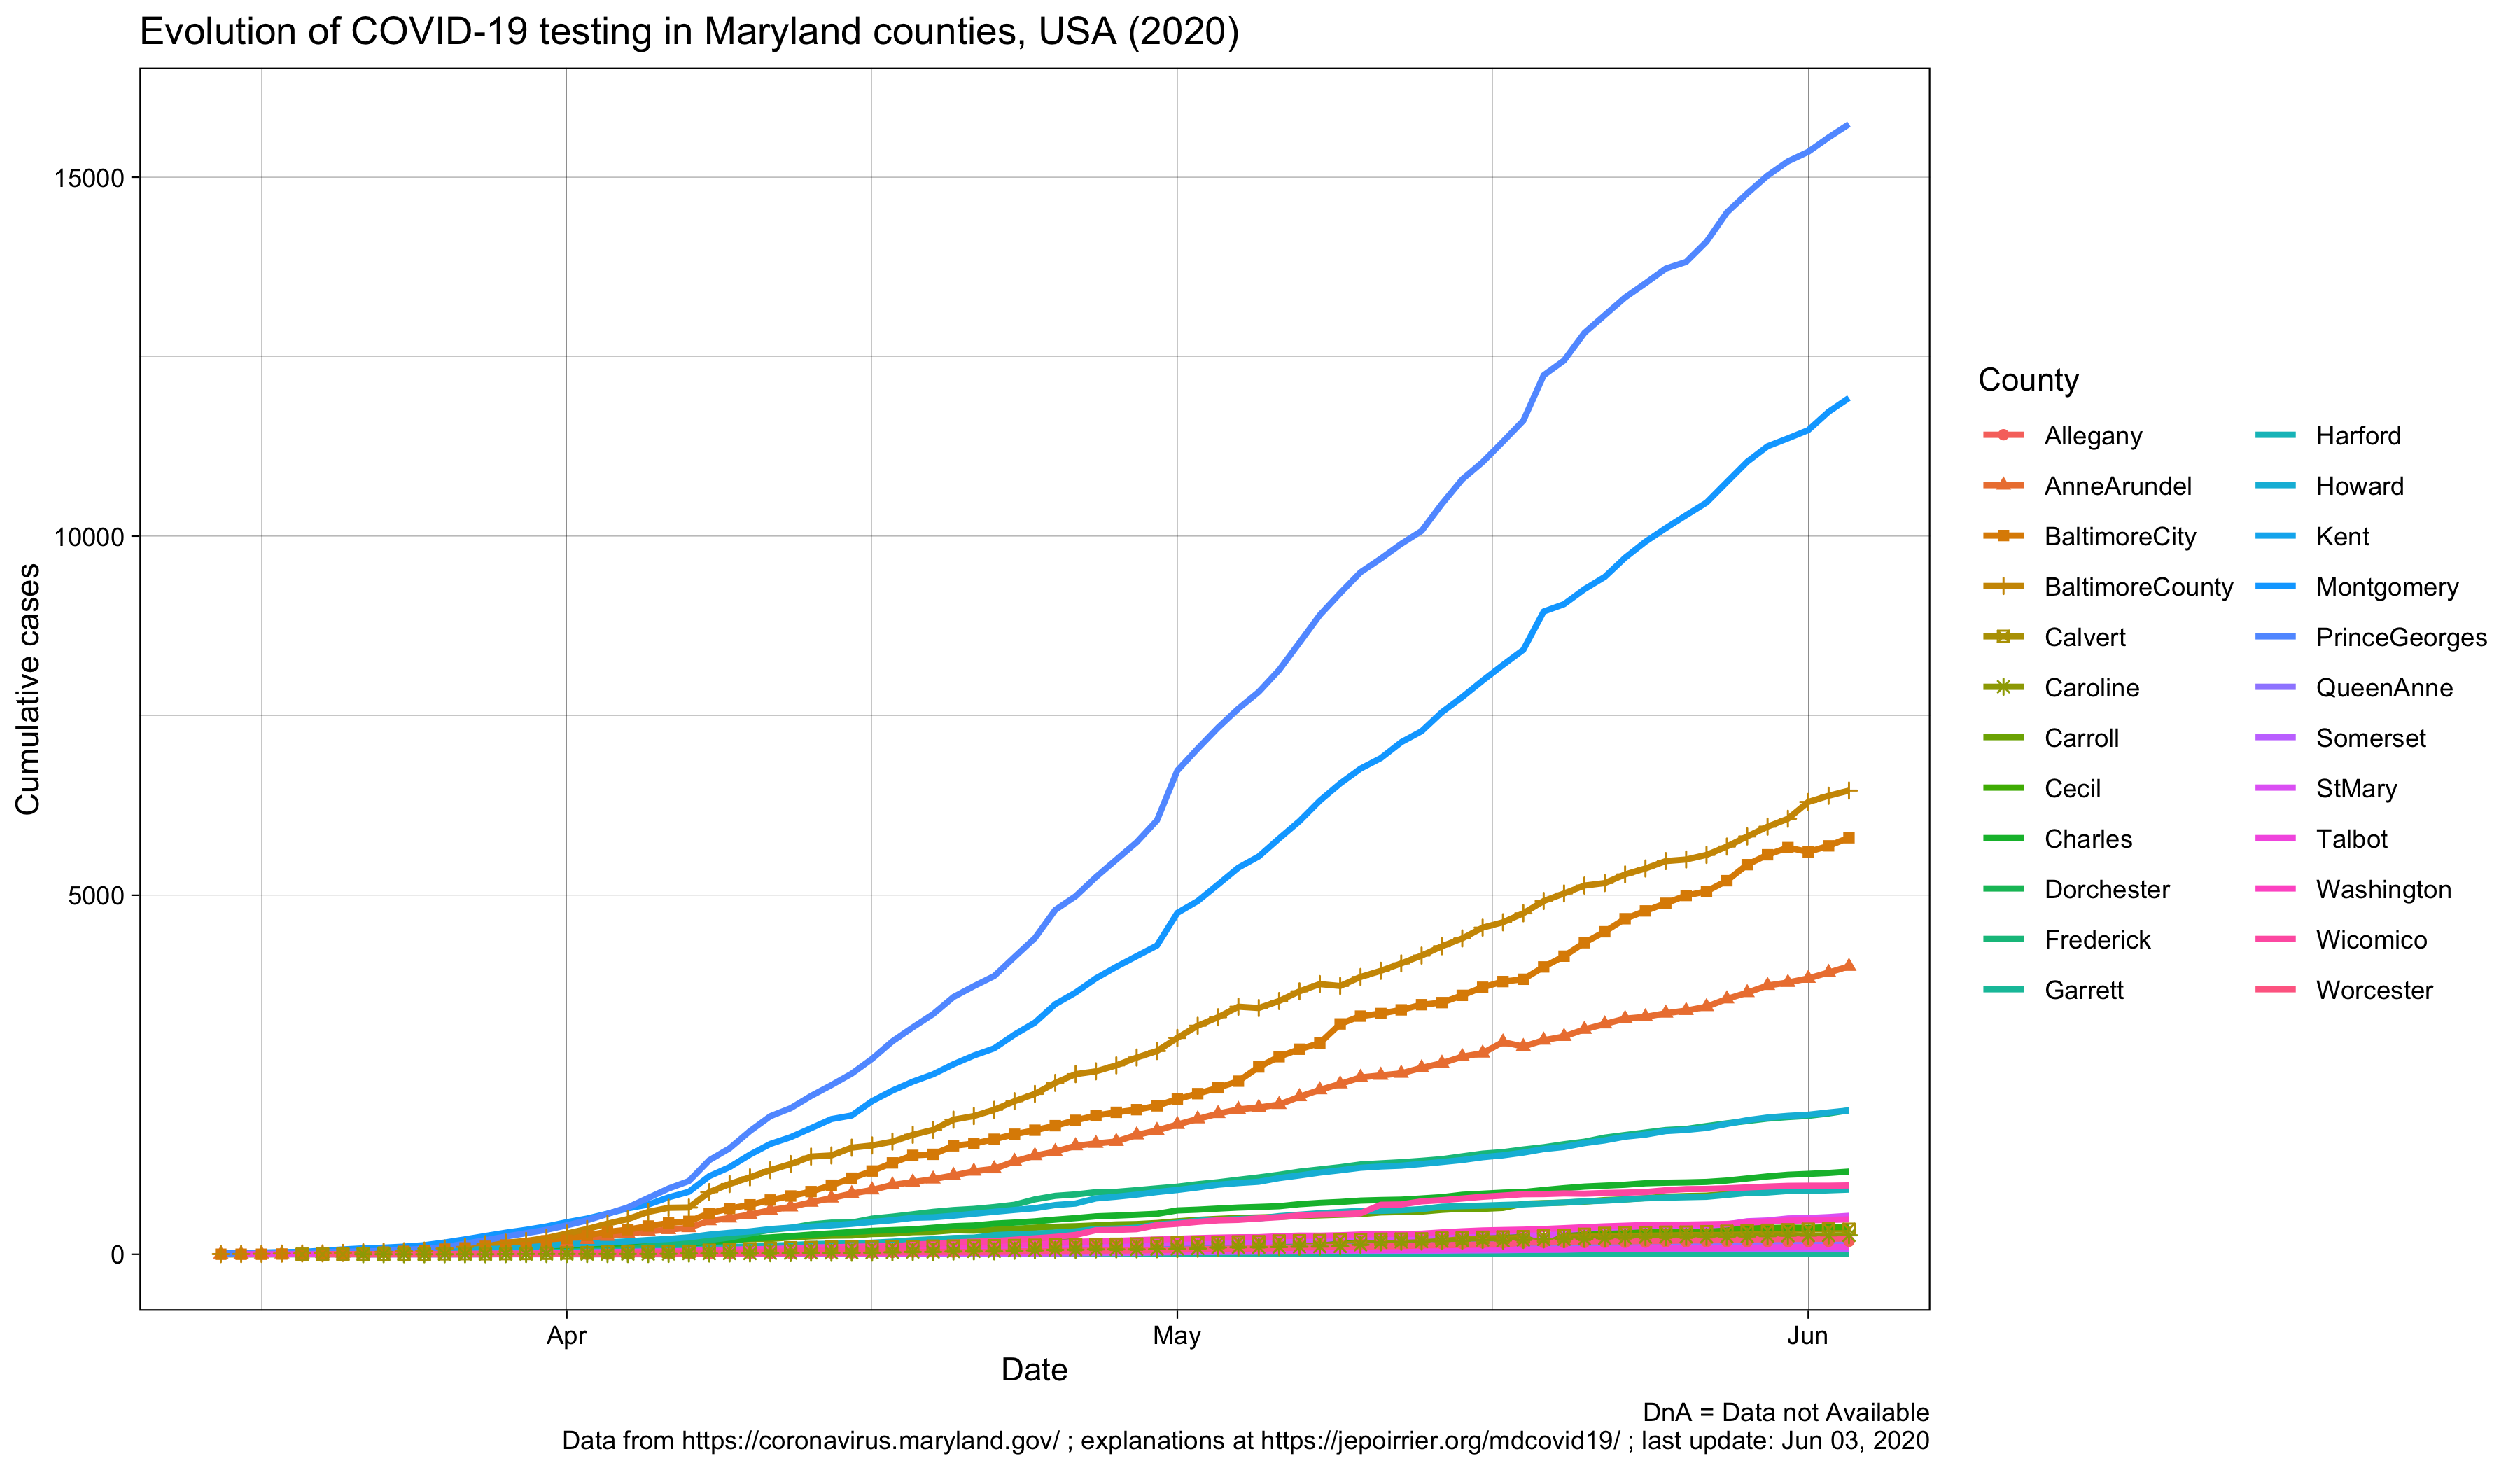 Evolution of COVID-19 testing in Maryland counties, USA (2020)
Cumulative cases
15000
10000
5000
0
Apr
May
Jun
Date
County
Allegany
AnneArundel
BaltimoreCity
BaltimoreCounty
Calvert
Caroline
Carroll
Cecil
Charles
Dorchester
Frederick
Garrett
Harford
Howard
Kent
Montgomery
PrinceGeorges
QueenAnne
Somerset
StMary
Talbot
Washington
Wicomico
Worcester
DnA = Data not Available
Data from https://coronavirus.maryland.gov/ ; explanations at https://jepoirrier.org/mdcovid19/ ; last update: Jun 03, 2020